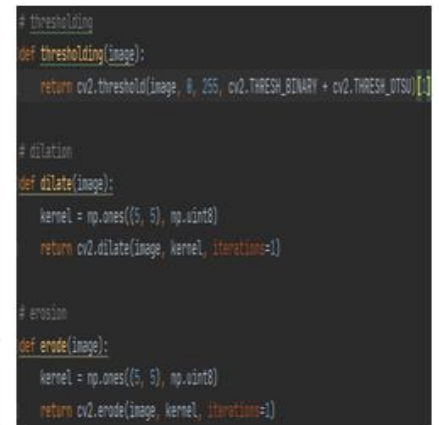 # thresholding
def thresholding(image):
return cv2.threshold(image, 0, 255, cv2.THRESH_BINARY + cv2.THRESH_OTSU)[1]
# dilation
def dilate(image):
kernel = np.ones((5, 5), np.uint8)
return cv2.dilate(image, kernel, iterations=1)
# erosion
def erode(image):
kernel = np.ones((5, 5), np.uint8)
return cv2.erode(image, kernel, iterations=1)